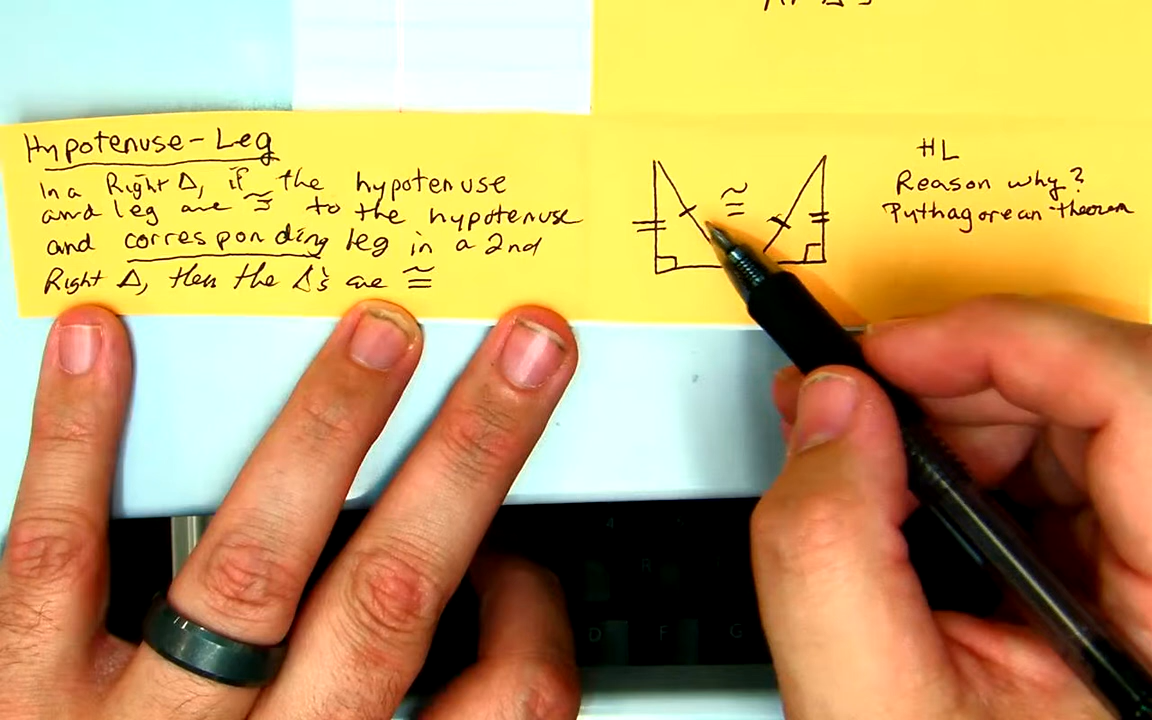 Hypotenuse-Leg
In a Right Δ, if the hypotenuse
and leg are ≅ to the hypotenuse
and corresponding leg in a 2nd
Right Δ, then the Δ's are ≅
≅
HL
Reason why?
Pythagorean theorem
R
D F G